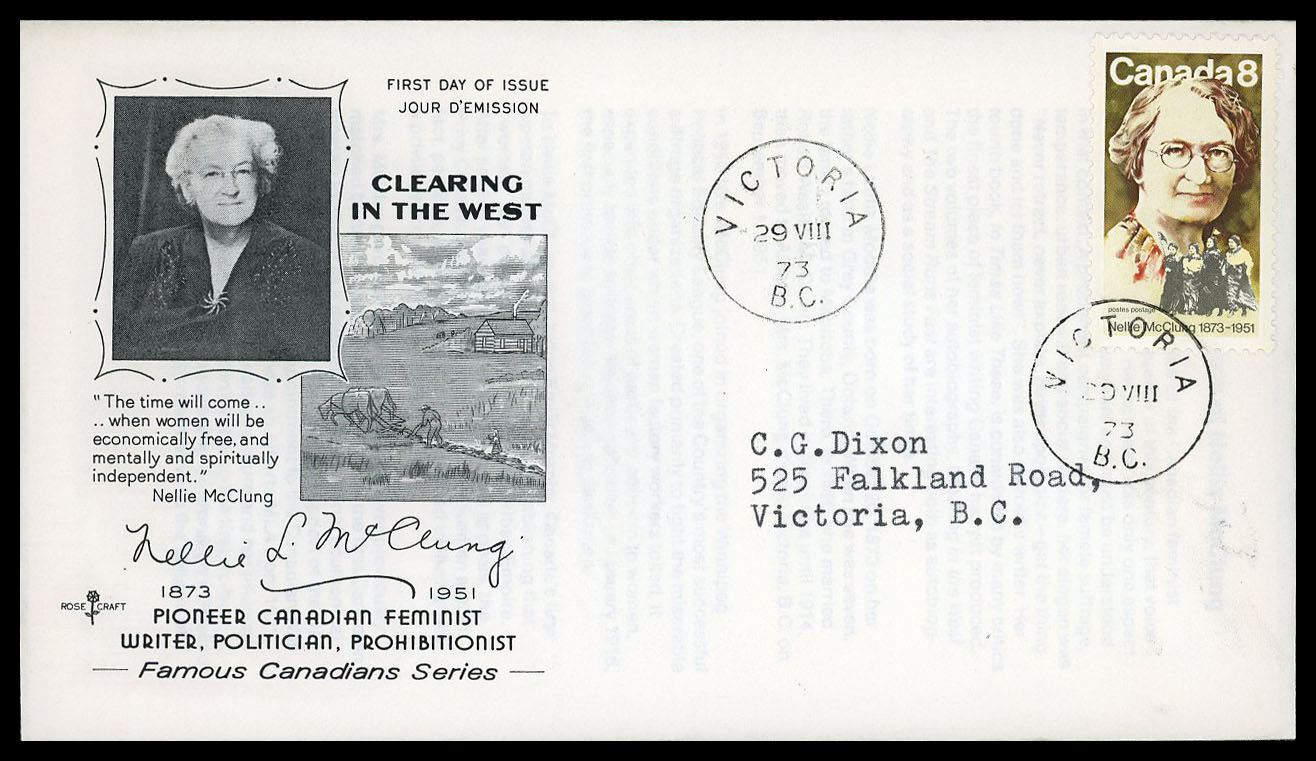 FIRST DAY OF ISSUE
JOUR D'EMISSION
CLEARING
IN THE WEST
"The time will come ..
.. when women will be
economically free, and
mentally and spiritually
independent."
Nellie McClung
Nellie L. McClung
1873 1951
ROSE CRAFT
PIONEER CANADIAN FEMINIST
WRITER, POLITICIAN, PROHIBITIONIST
Famous Canadians Series
VICTORIA
29 VIII
73
B.C.
Canada 8
postes postage
Nellie McClung 1873-1951
VICTORIA
29 VIII
73
B.C.
C.G.Dixon
525 Falkland Road,
Victoria, B.C.